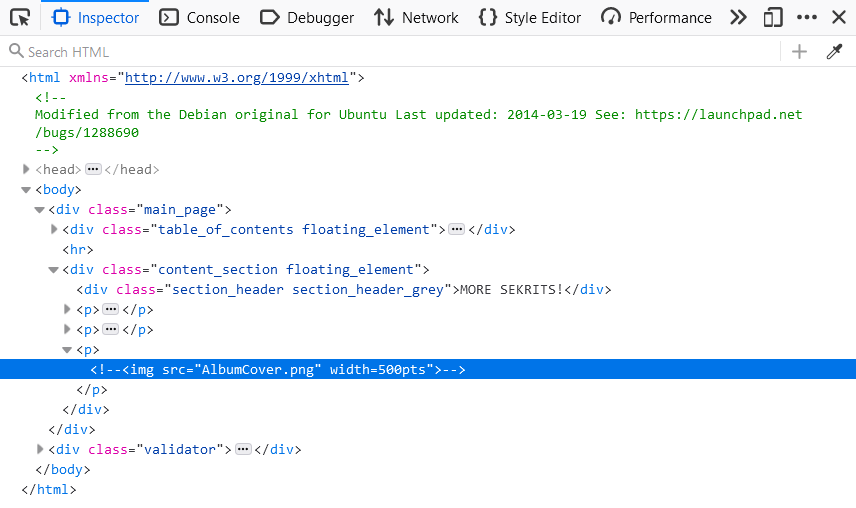 Inspector Console Debugger Network Style Editor Performance
Search HTML
<html xmlns="http://www.w3.org/1999/xhtml">
<!--
Modified from the Debian original for Ubuntu Last updated: 2014-03-19 See: https://launchpad.net
/bugs/1288690
-->
<head></head>
<body>
<div class="main_page">
<div class="table_of_contents floating_element"></div>
<hr>
<div class="content_section floating_element">
<div class="section_header section_header_grey">MORE SEKRITS!</div>
<p></p>
<p></p>
<p>
<!--<img src="AlbumCover.png" width=500pts">-->
</p>
</div>
</div>
<div class="validator"></div>
</body>
</html>